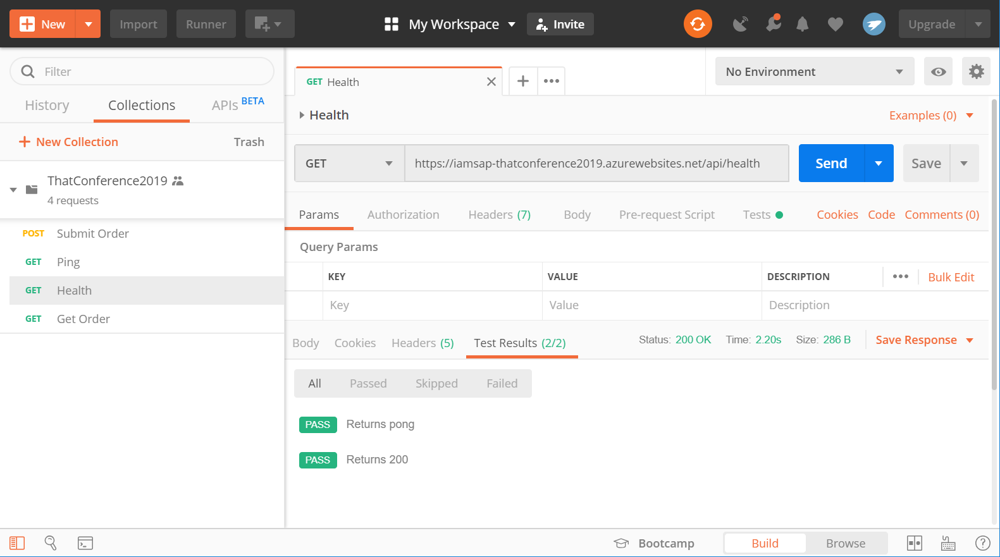 New
Import
Runner
My Workspace
Invite
Upgrade
Filter
History
Collections
APIs BETA
New Collection
Trash
ThatConference2019
4 requests
POST Submit Order
GET Ping
GET Health
GET Get Order
GET Health
No Environment
Health
Examples (0)
GET
https://iamsap-thatconference2019.azurewebsites.net/api/health
Send
Save
Params
Authorization
Headers (7)
Body
Pre-request Script
Tests
Cookies
Code
Comments (0)
Query Params
KEY
VALUE
DESCRIPTION
Bulk Edit
Key
Value
Description
Body
Cookies
Headers (5)
Test Results (2/2)
Status: 200 OK
Time: 2.20s
Size: 286 B
Save Response
All
Passed
Skipped
Failed
PASS Returns pong
PASS Returns 200
Bootcamp
Build
Browse